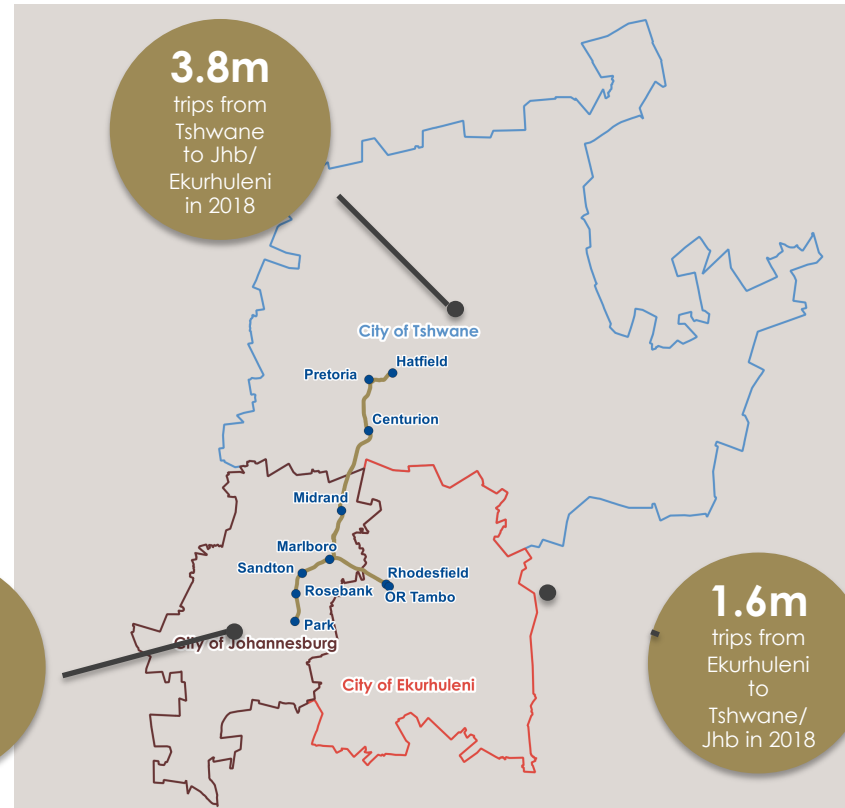 3.8m
trips from
Tshwane
to Jhb/
Ekurhuleni
in 2018
City of Tshwane
Hatfield
Pretoria
Centurion
Midrand
Marlboro
Sandton
Rhodesfield
Rosebank
OR Tambo
Park
City of Johannesburg
City of Ekurhuleni
1.6m
trips from
Ekurhuleni
to
Tshwane/
Jhb in 2018